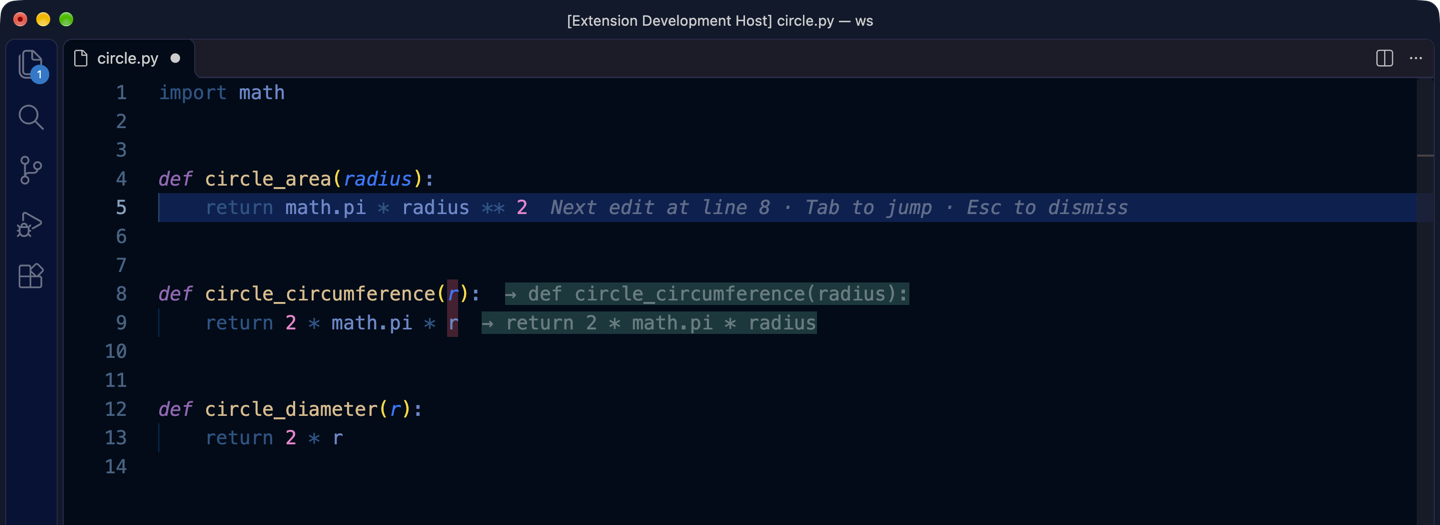 [Extension Development Host] circle.py — ws
circle.py
1
1 import math
2
3
4 def circle_area(radius):
5     return math.pi * radius ** 2  Next edit at line 8 · Tab to jump · Esc to dismiss
6
7
8 def circle_circumference(r):  → def circle_circumference(radius):
9     return 2 * math.pi * r  → return 2 * math.pi * radius
10
11
12 def circle_diameter(r):
13     return 2 * r
14